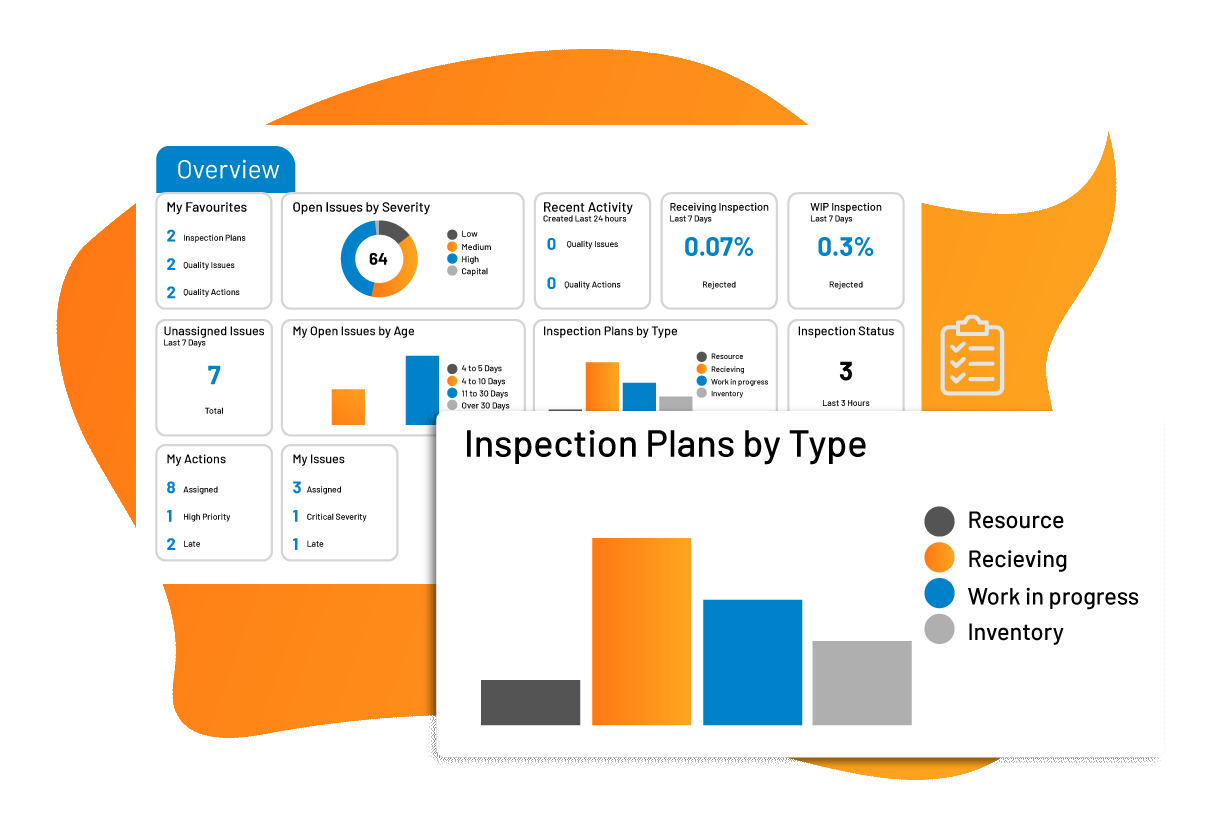 Overview
My Favourites
2 Inspection Plans
2 Quality Issues
2 Quality Actions
Open Issues by Severity
64
Low
Medium
High
Capital
Recent Activity
Created Last 24 hours
0 Quality Issues
0 Quality Actions
Receiving Inspection
Last 7 Days
0.07%
Rejected
WIP Inspection
Last 7 Days
0.3%
Rejected
Unassigned Issues
Last 7 Days
7
Total
My Open Issues by Age
4 to 5 Days
4 to 10 Days
11 to 30 Days
Over 30 Days
Inspection Plans by Type
Resource
Recieving
Work in progress
Inventory
Inspection Status
3
Last 3 Hours
My Actions
8 Assigned
1 High Priority
2 Late
My Issues
3 Assigned
1 Critical Severity
1 Late
Inspection Plans by Type
Resource
Recieving
Work in progress
Inventory